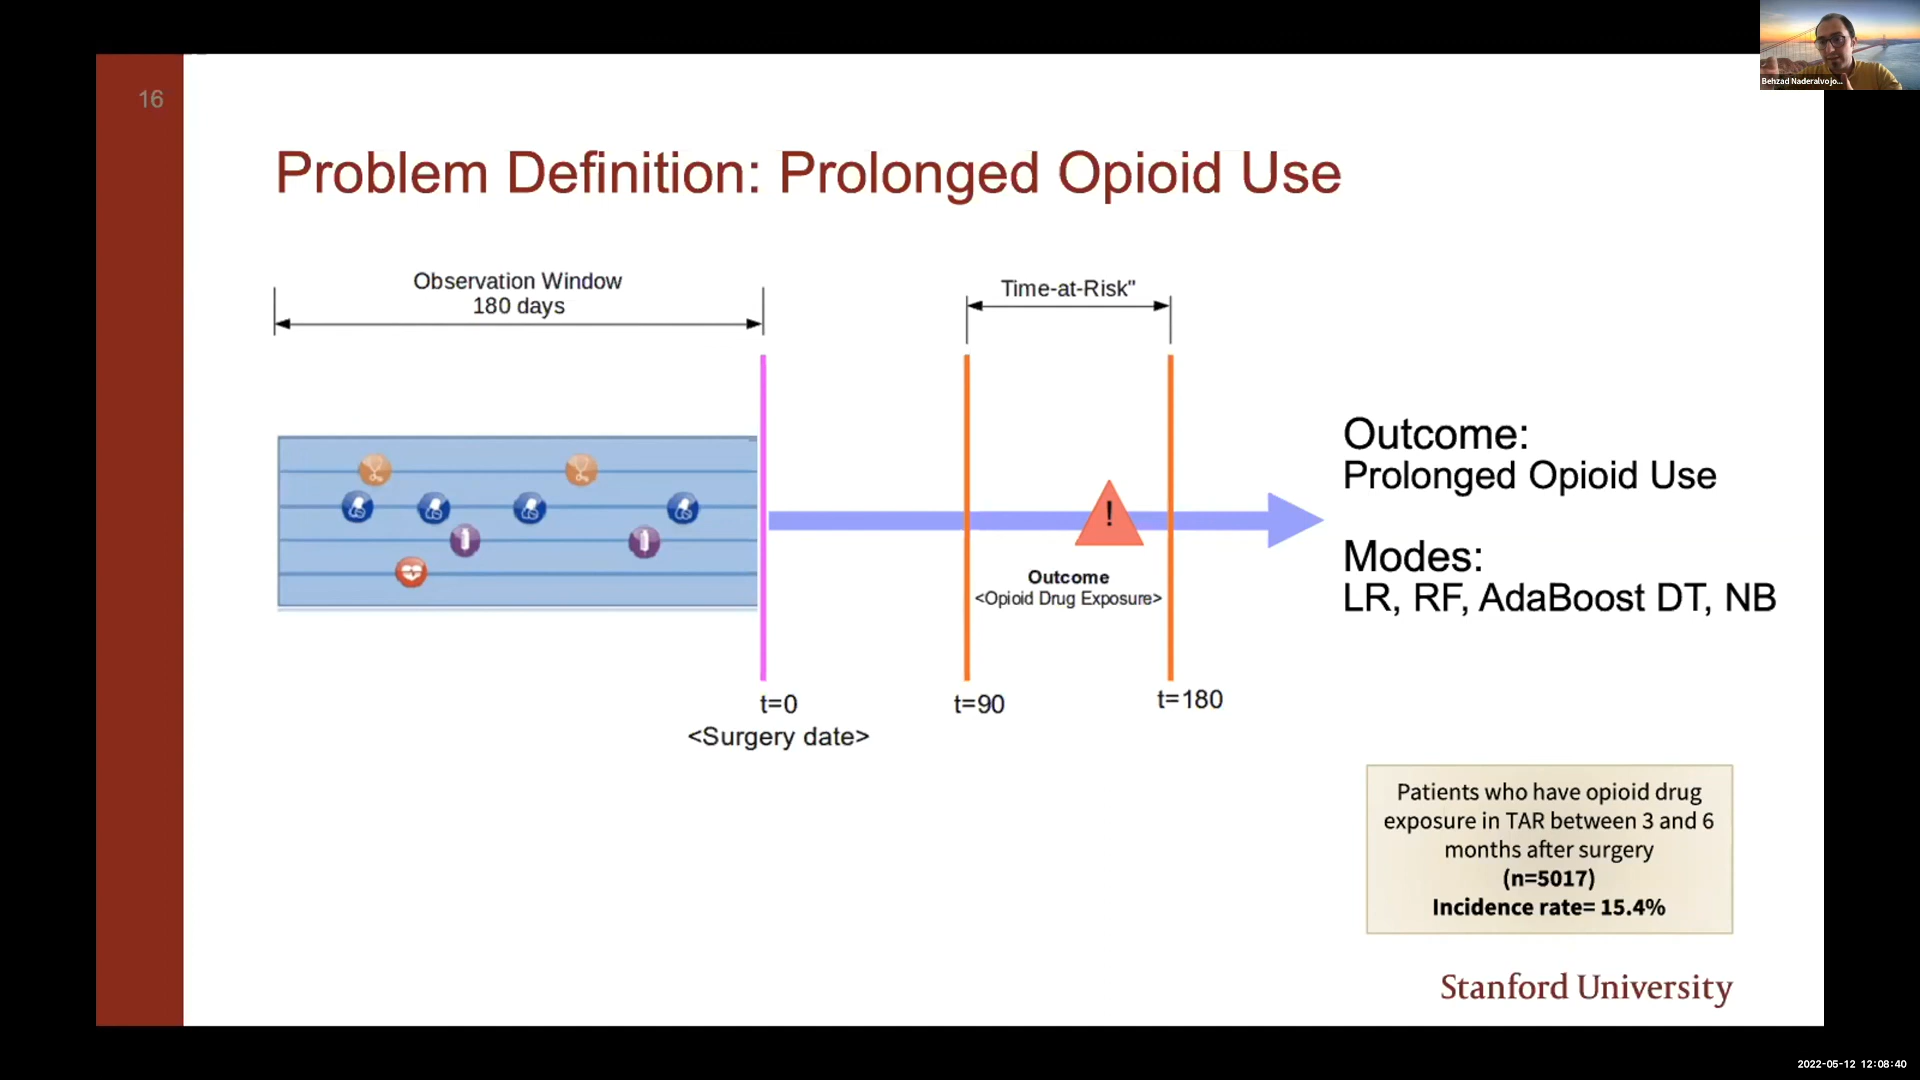 16
Behzad Naderalvojo...
Problem Definition: Prolonged Opioid Use
Observation Window
180 days
Time-at-Risk"
!
Outcome
<Opioid Drug Exposure>
t=0
<Surgery date>
t=90
t=180
Outcome:
Prolonged Opioid Use
Modes:
LR, RF, AdaBoost DT, NB
Patients who have opioid drug
exposure in TAR between 3 and 6
months after surgery
(n=5017)
Incidence rate= 15.4%
Stanford University
2022-05-12 12:08:40